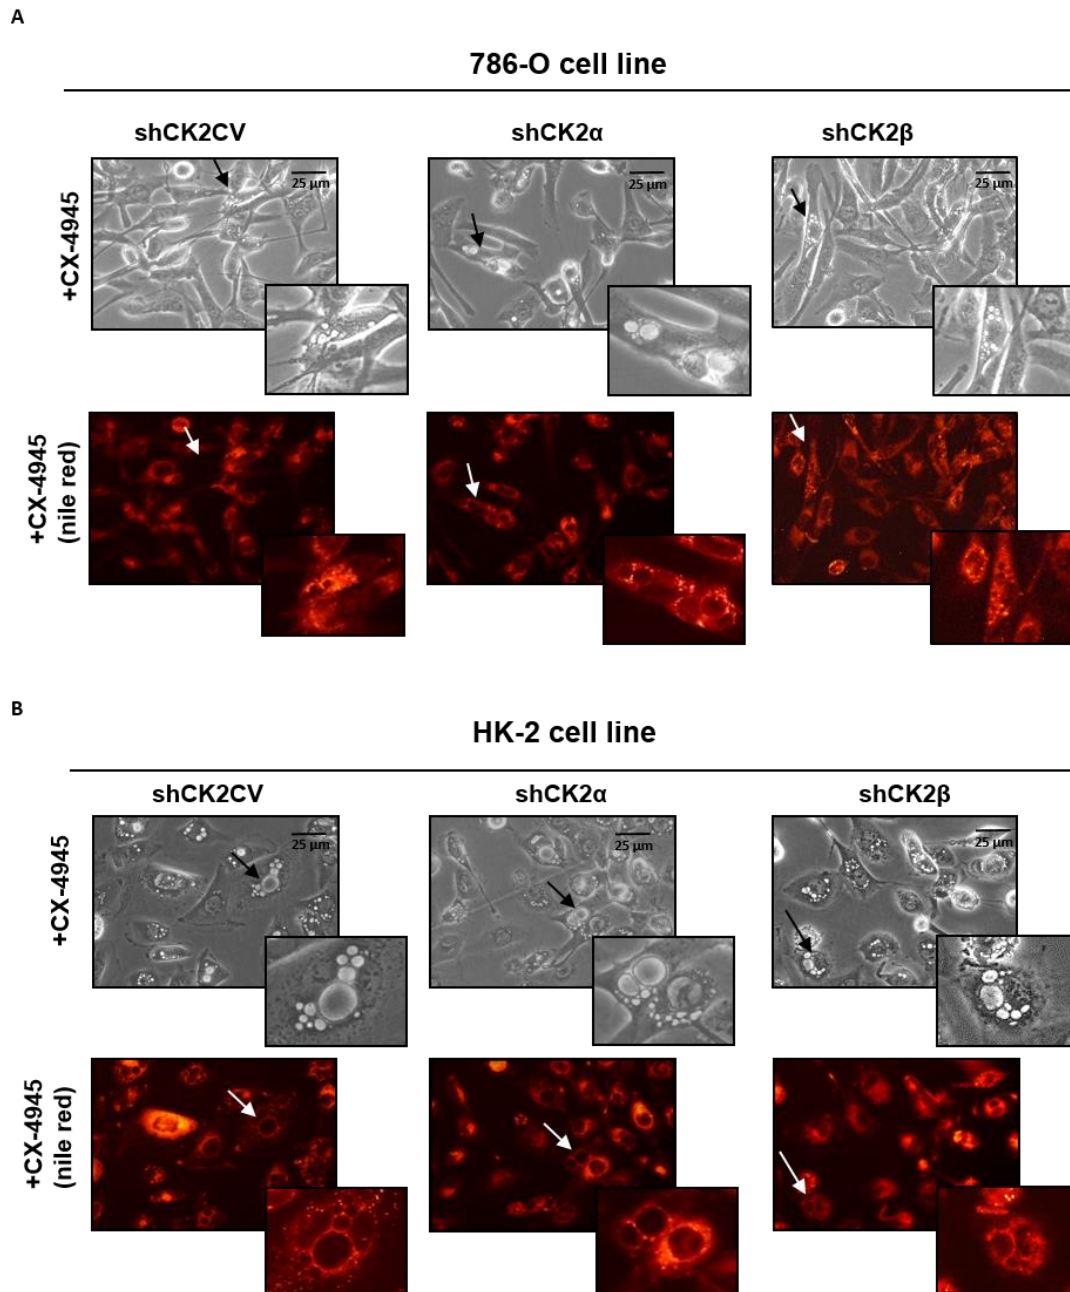 A
786-O cell line
shCK2CV
shCK2α
shCK2β
+CX-4945
25 μm
25 μm
25 μm
+CX-4945
(nile red)
B
HK-2 cell line
shCK2CV
shCK2α
shCK2β
+CX-4945
25 μm
25 μm
25 μm
+CX-4945
(nile red)